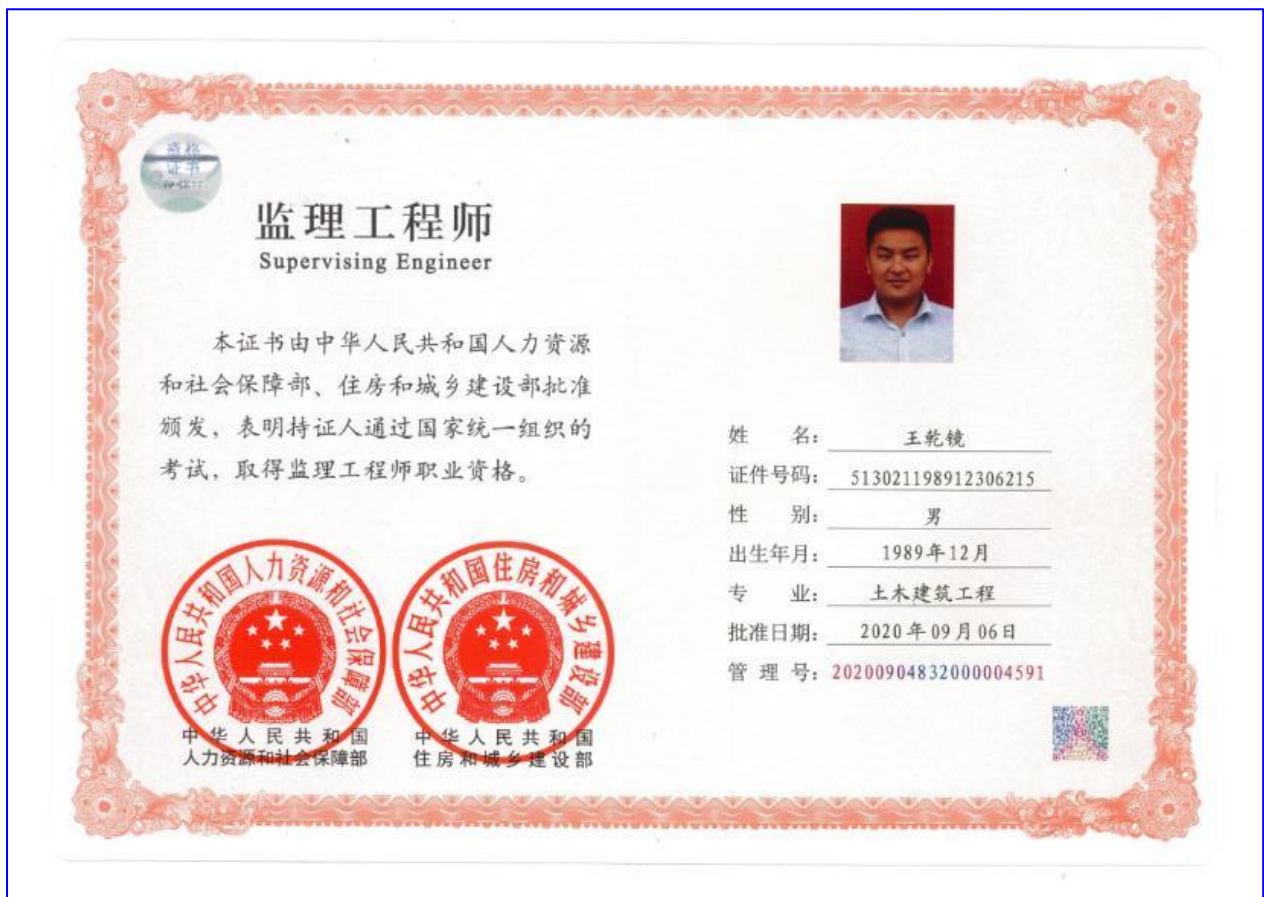 资格
证书
监理工程师
Supervising Engineer
本证书由中华人民共和国人力资源
和社会保障部、住房和城乡建设部批准
颁发，表明持证人通过国家统一组织的
考试，取得监理工程师职业资格。
中华人民共和国人力资源和社会保障部
中华人民共和国住房和城乡建设部
中华人民共和国
人力资源和社会保障部
中华人民共和国
住房和城乡建设部
姓 名： 王乾镜
证件号码： 513021198912306215
性 别： 男
出生年月： 1989年12月
专 业： 土木建筑工程
批准日期： 2020年09月06日
管 理 号： 20200904832000004591